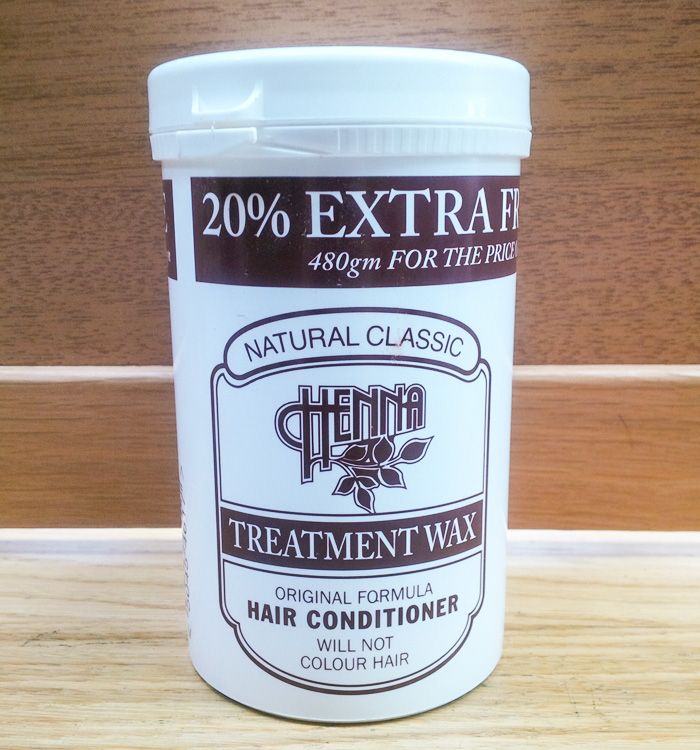 20% EXTRA FR
480gm FOR THE PRICE
NATURAL CLASSIC
HENNA
TREATMENT WAX
ORIGINAL FORMULA
HAIR CONDITIONER
WILL NOT
COLOUR HAIR